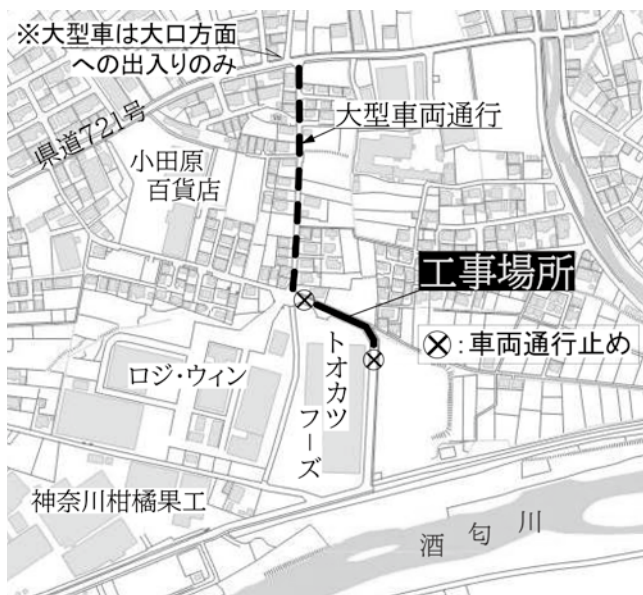 ※大型車は大口方面
への出入りのみ
県道721号
大型車両通行
小田原
百貨店
工事場所
⊗:車両通行止め
トオカツ
フーズ
ロジ・ウィン
神奈川柑橘果工
酒匂川